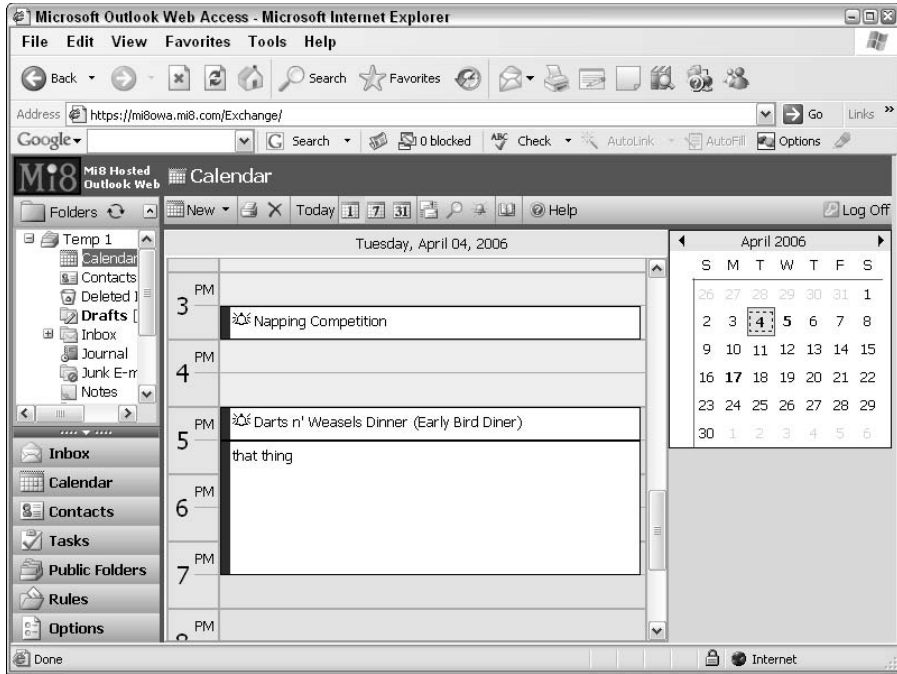 Microsoft Outlook Web Access - Microsoft Internet Explorer
File Edit View Favorites Tools Help
Back Search Favorites
Address https://mi8owa.mi8.com/Exchange/ Go Links »
Google Search 0 blocked ABC Check AutoLink AutoFill Options
Mi8 Mi8 Hosted Outlook Web Calendar
Folders New Today 1 7 31 Help Log Off
Temp 1
Calendar
Contacts
Deleted I
Drafts [
Inbox
Journal
Junk E-m
Notes
Inbox
Calendar
Contacts
Tasks
Public Folders
Rules
Options
Tuesday, April 04, 2006
3 PM
Napping Competition
4 PM
5 PM
Darts n' Weasels Dinner (Early Bird Diner)
that thing
6 PM
7 PM
PM
April 2006
S M T W T F S
26 27 28 29 30 31 1
2 3 4 5 6 7 8
9 10 11 12 13 14 15
16 17 18 19 20 21 22
23 24 25 26 27 28 29
30 1 2 3 4 5 6
Done Internet